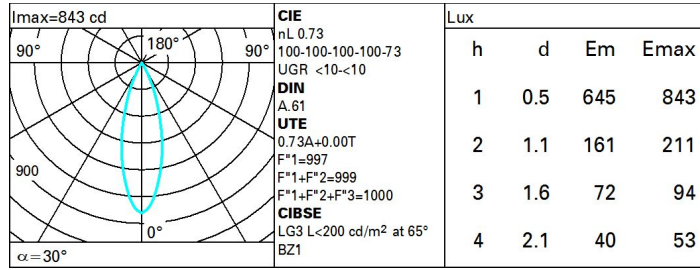 Imax=843 cd
90° 180° 90°
900
0°
α=30°
CIE
nL 0.73
100-100-100-100-73
UGR <10-<10
DIN
A.61
UTE
0.73A+0.00T
F"1=997
F"1+F"2=999
F"1+F"2+F"3=1000
CIBSE
LG3 L<200 cd/m² at 65°
BZ1
Lux
h d Em Emax
1 0.5 645 843
2 1.1 161 211
3 1.6 72 94
4 2.1 40 53